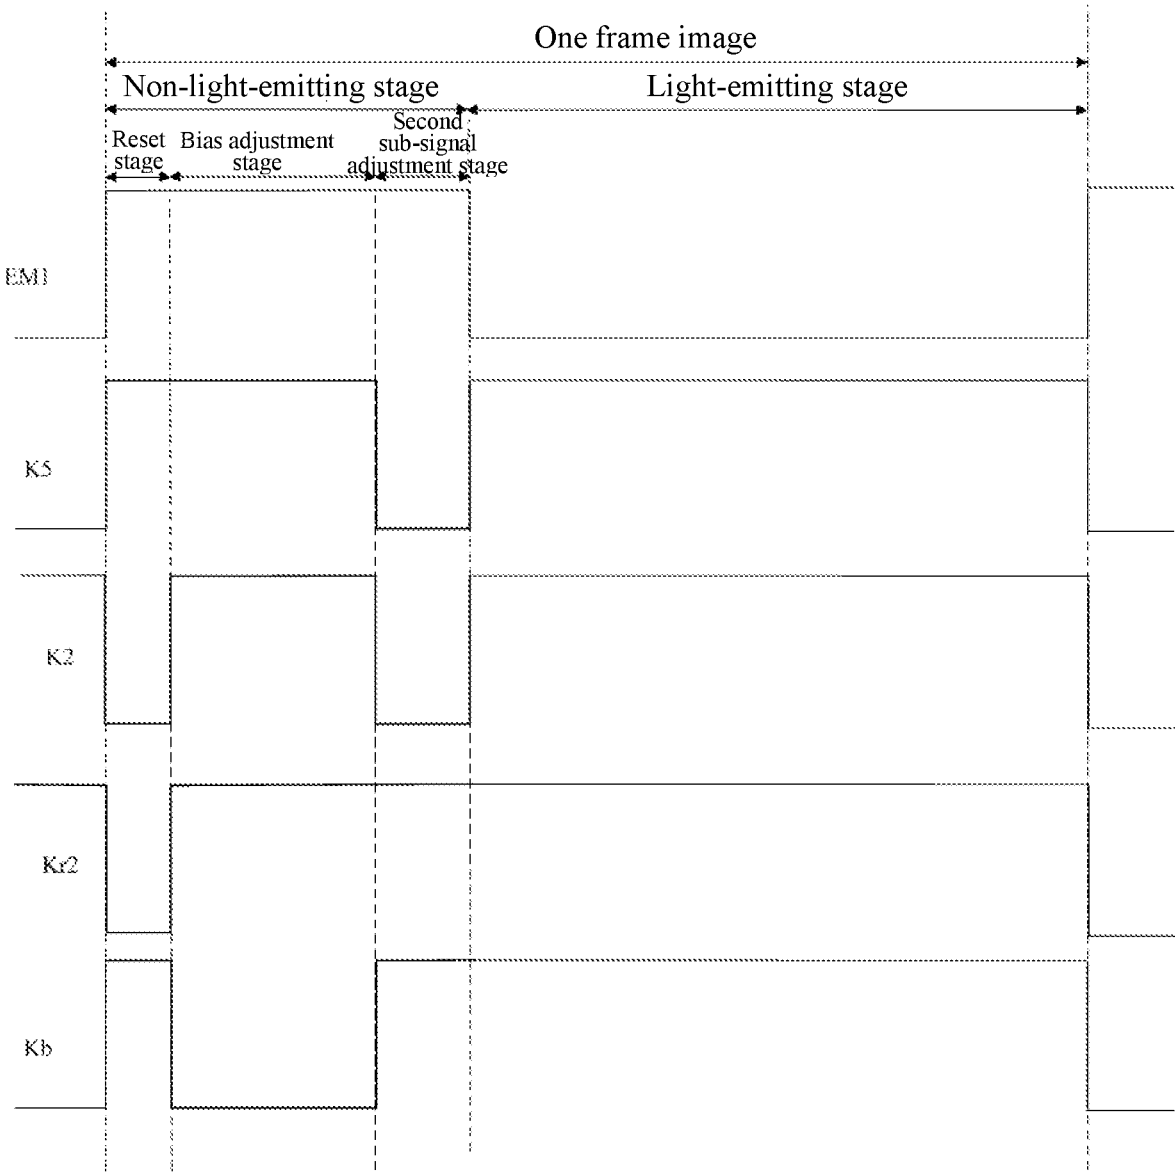 One frame image
Non-light-emitting stage
Light-emitting stage
Reset
stage
Bias adjustment
stage
Second
sub-signal
adjustment stage
EM1
K5
K2
Kr2
Kb